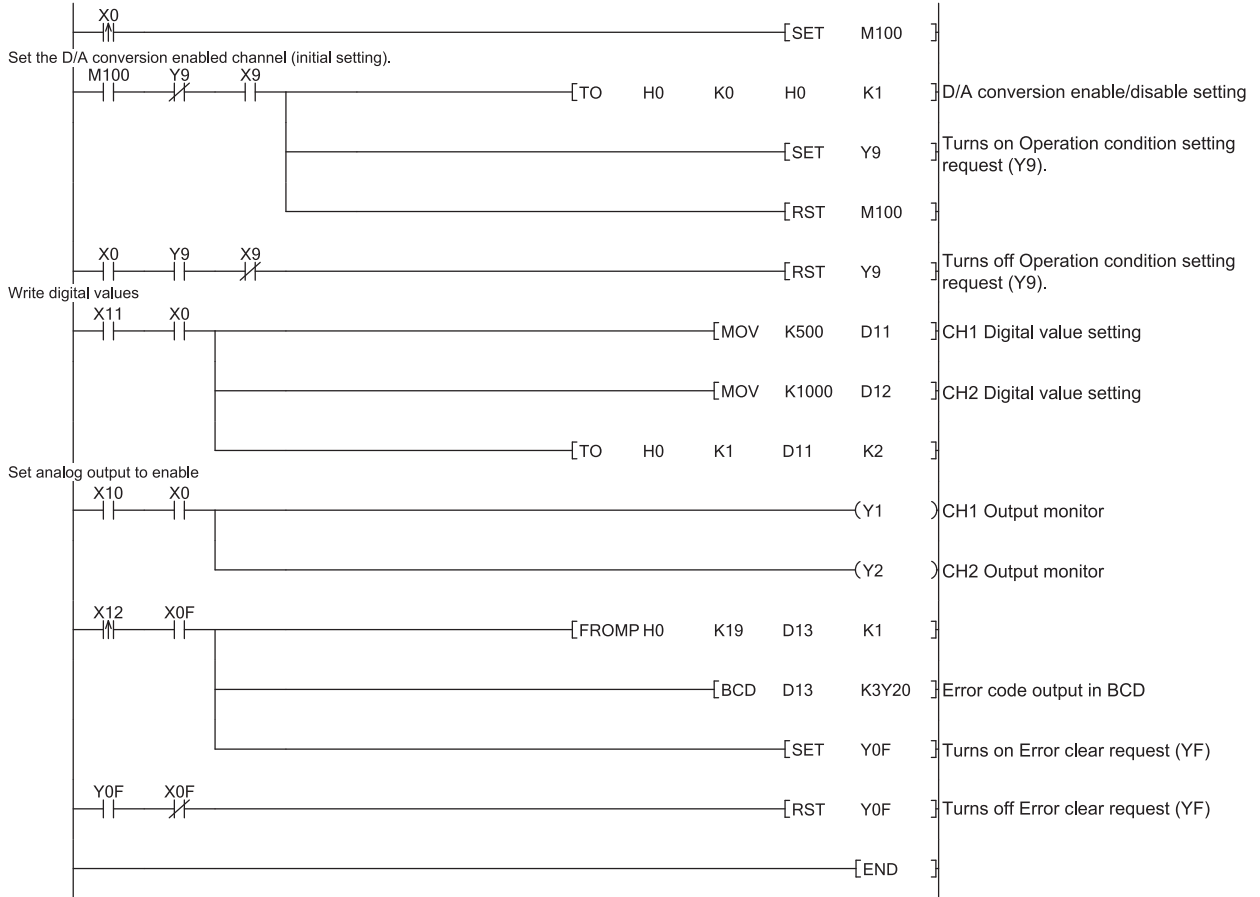 X0
[SET M100]
Set the D/A conversion enabled channel (initial setting).
M100 Y9 X9
[TO H0 K0 H0 K1] D/A conversion enable/disable setting
[SET Y9] Turns on Operation condition setting
request (Y9).
[RST M100]
X0 Y9 X9
[RST Y9] Turns off Operation condition setting
request (Y9).
Write digital values
X11 X0
[MOV K500 D11] CH1 Digital value setting
[MOV K1000 D12] CH2 Digital value setting
[TO H0 K1 D11 K2]
Set analog output to enable
X10 X0
(Y1) CH1 Output monitor
(Y2) CH2 Output monitor
X12 X0F
[FROMP H0 K19 D13 K1]
[BCD D13 K3Y20] Error code output in BCD
[SET Y0F] Turns on Error clear request (YF)
Y0F X0F
[RST Y0F] Turns off Error clear request (YF)
[END]